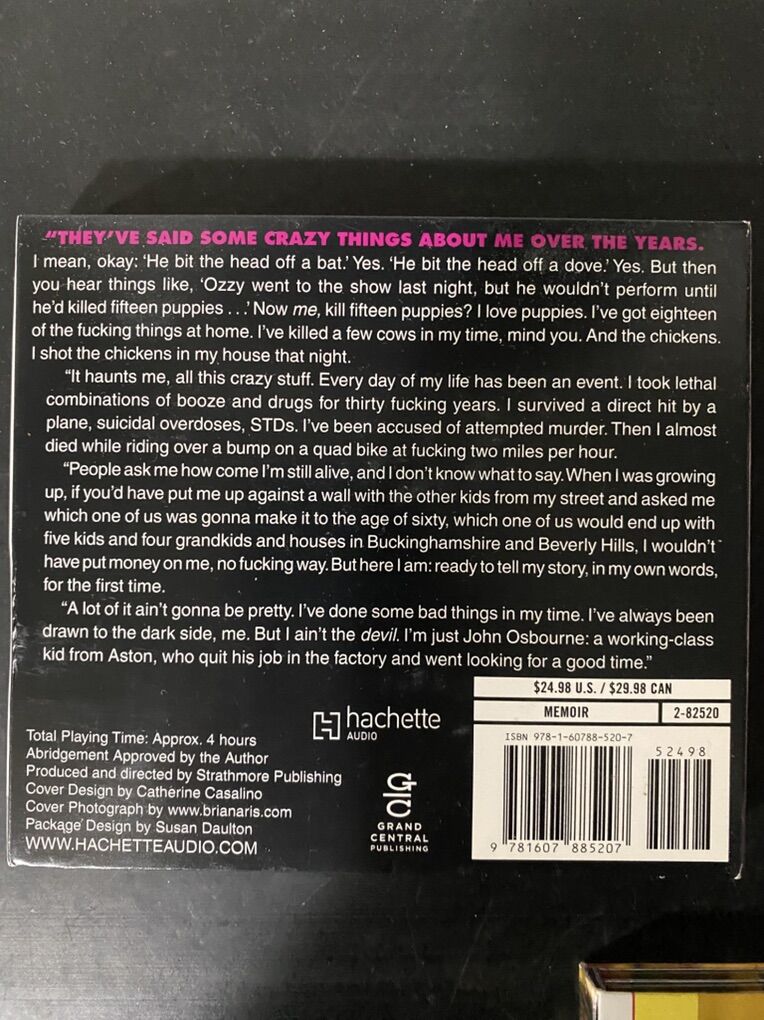 “THEY’VE SAID SOME CRAZY THINGS ABOUT ME OVER THE YEARS.
I mean, okay: ‘He bit the head off a bat.’ Yes. ‘He bit the head off a dove.’ Yes. But then
you hear things like, ‘Ozzy went to the show last night, but he wouldn’t perform until
he’d killed fifteen puppies . . .’ Now me, kill fifteen puppies? I love puppies. I’ve got eighteen
of the fucking things at home. I’ve killed a few cows in my time, mind you. And the chickens.
I shot the chickens in my house that night.
“It haunts me, all this crazy stuff. Every day of my life has been an event. I took lethal
combinations of booze and drugs for thirty fucking years. I survived a direct hit by a
plane, suicidal overdoses, STDs. I’ve been accused of attempted murder. Then I almost
died while riding over a bump on a quad bike at fucking two miles per hour.
“People ask me how come I’m still alive, and I don’t know what to say. When I was growing
up, if you’d have put me up against a wall with the other kids from my street and asked me
which one of us was gonna make it to the age of sixty, which one of us would end up with
five kids and four grandkids and houses in Buckinghamshire and Beverly Hills, I wouldn’t
have put money on me, no fucking way. But here I am: ready to tell my story, in my own words,
for the first time.
“A lot of it ain’t gonna be pretty. I’ve done some bad things in my time. I’ve always been
drawn to the dark side, me. But I ain’t the devil. I’m just John Osbourne: a working-class
kid from Aston, who quit his job in the factory and went looking for a good time.”
Total Playing Time: Approx. 4 hours
Abridgement Approved by the Author
Produced and directed by Strathmore Publishing
Cover Design by Catherine Casalino
Cover Photograph by www.brianaris.com
Package Design by Susan Daulton
WWW.HACHETTEAUDIO.COM
hachette
AUDIO
GRAND
CENTRAL
PUBLISHING
$24.98 U.S. / $29.98 CAN
MEMOIR
2-82520
ISBN 978-1-60788-520-7
52498
9 781607 885207